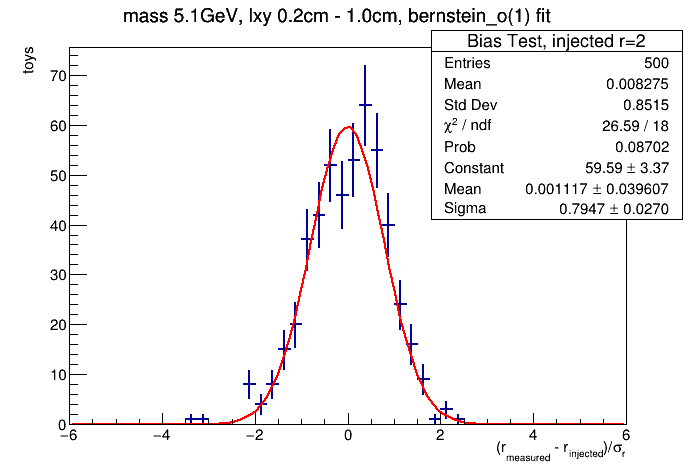 mass 5.1GeV, lxy 0.2cm - 1.0cm, bernstein_o(1) fit
Bias Test, injected r=2
Entries 500
Mean 0.008275
Std Dev 0.8515
χ² / ndf 26.59 / 18
Prob 0.08702
Constant 59.59 ± 3.37
Mean 0.001117 ± 0.039607
Sigma 0.7947 ± 0.0270
toys
70
60
50
40
30
20
10
0
−6 −4 −2 0 2 4 6
(r_measured - r_injected)/σ_r